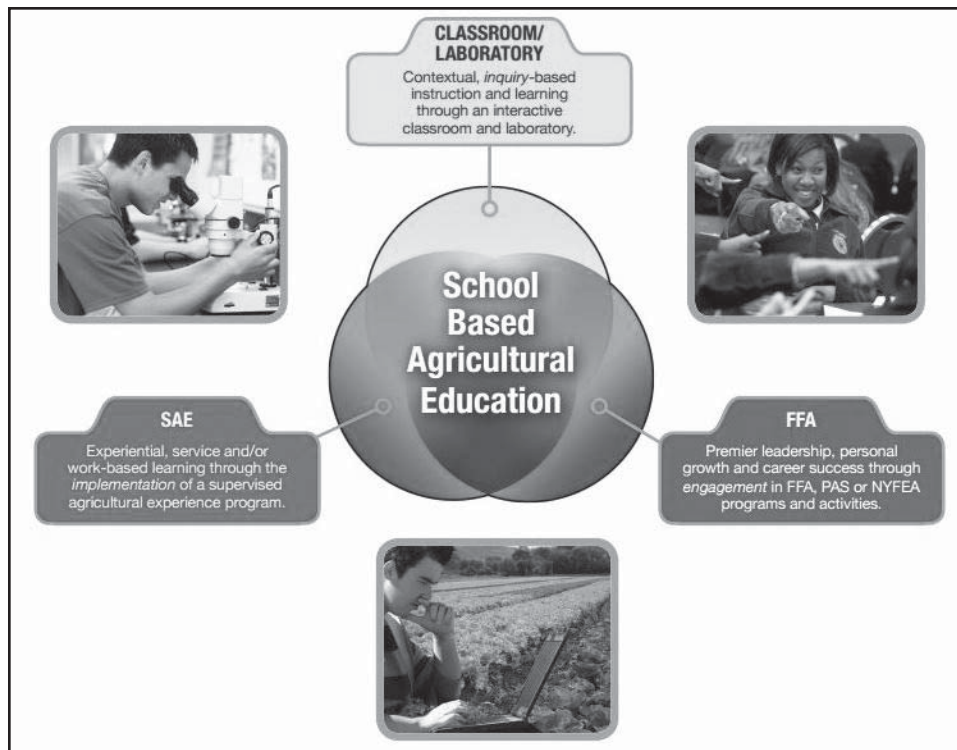 CLASSROOM/
LABORATORY
Contextual, inquiry-based
instruction and learning
through an interactive
classroom and laboratory.
School
Based
Agricultural
Education
SAE
Experiential, service and/or
work-based learning through the
implementation of a supervised
agricultural experience program.
FFA
Premier leadership, personal
growth and career success through
engagement in FFA, PAS or NYFEA
programs and activities.